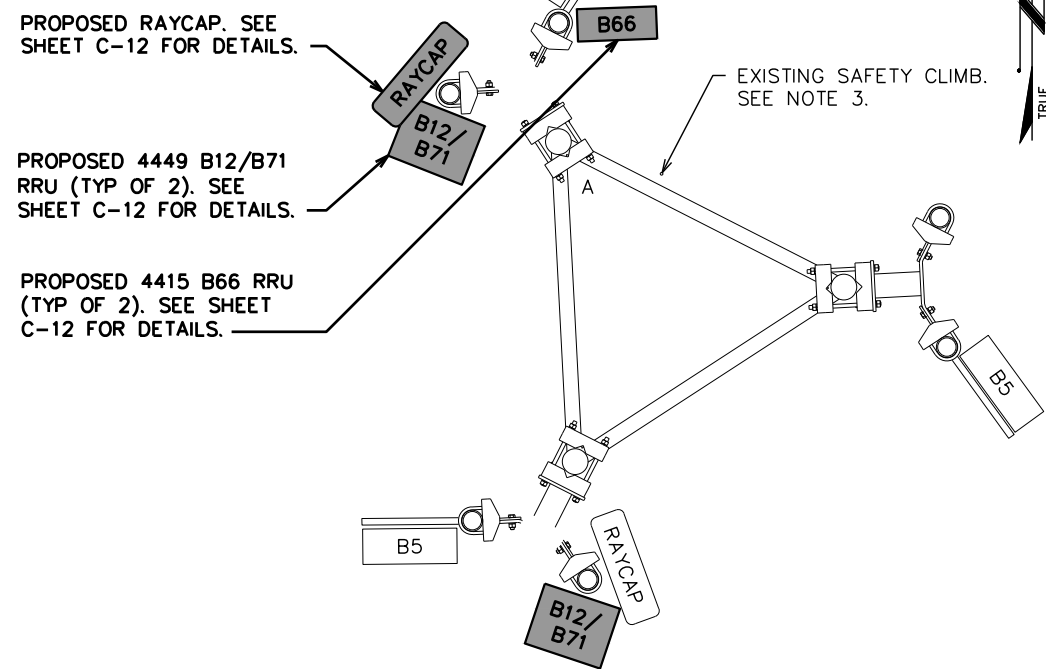 PROPOSED RAYCAP. SEE
SHEET C-12 FOR DETAILS.
B66
RAYCAP
B12/
B71
EXISTING SAFETY CLIMB.
SEE NOTE 3.
TRUE
PROPOSED 4449 B12/B71
RRU (TYP OF 2). SEE
SHEET C-12 FOR DETAILS.
A
PROPOSED 4415 B66 RRU
(TYP OF 2). SEE SHEET
C-12 FOR DETAILS.
B5
B5
RAYCAP
B12/
B71